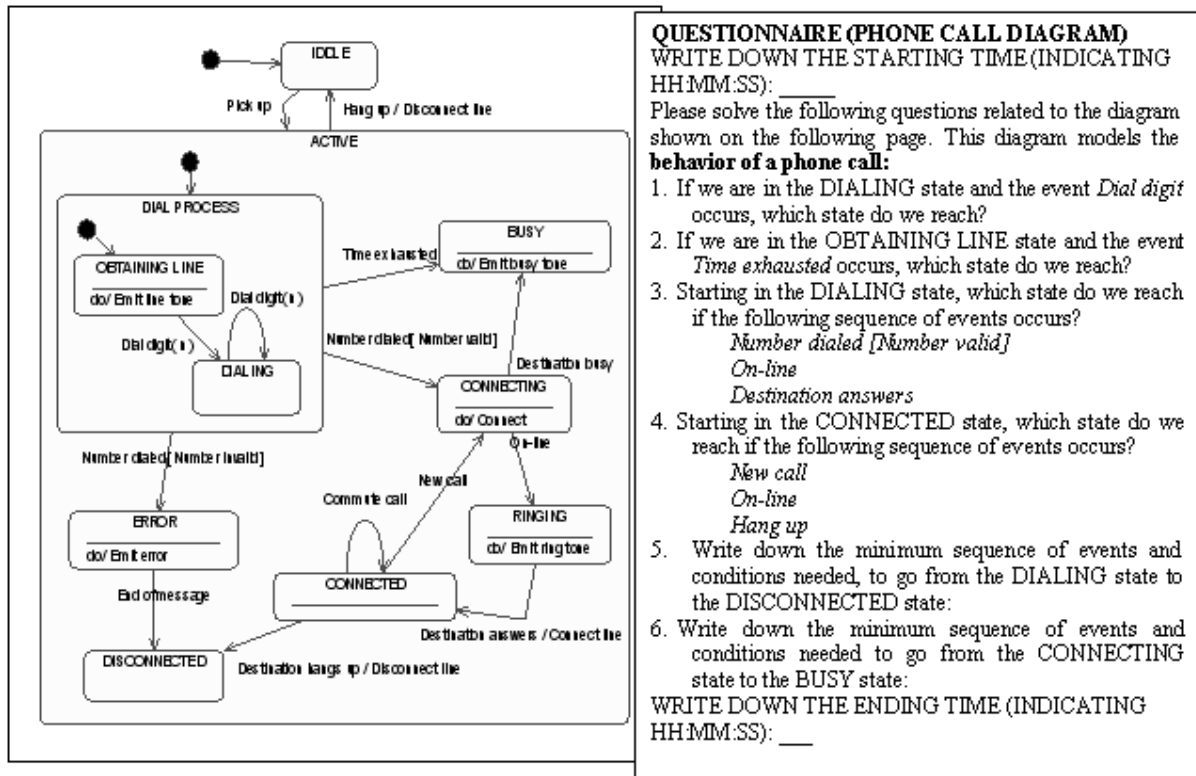 IDDLE
Pick up
Hang up / Disconnect line
ACTIVE
DIAL PROCESS
OBTAINING LINE
do/ Emit line tone
Dial digit( n )
Dial digit( n )
DIALING
Time exhausted
BUSY
do/ Emit busy tone
Number dialed[ Number valid ]
Destination busy
CONNECTING
do/ Connect
On-line
Number dialed[ Number invalid ]
New call
Commute call
ERROR
do/ Emit error
RINGING
do/ Emit ring tone
CONNECTED
End of message
Destination answers / Connect line
DISCONNECTED
Destination hangs up / Disconnect line
QUESTIONNAIRE (PHONE CALL DIAGRAM)
WRITE DOWN THE STARTING TIME (INDICATING
HH:MM:SS): _____
Please solve the following questions related to the diagram
shown on the following page. This diagram models the
behavior of a phone call:
1. If we are in the DIALING state and the event Dial digit
occurs, which state do we reach?
2. If we are in the OBTAINING LINE state and the event
Time exhausted occurs, which state do we reach?
3. Starting in the DIALING state, which state do we reach
if the following sequence of events occurs?
Number dialed [Number valid]
On-line
Destination answers
4. Starting in the CONNECTED state, which state do we
reach if the following sequence of events occurs?
New call
On-line
Hang up
5. Write down the minimum sequence of events and
conditions needed, to go from the DIALING state to
the DISCONNECTED state:
6. Write down the minimum sequence of events and
conditions needed to go from the CONNECTING
state to the BUSY state:
WRITE DOWN THE ENDING TIME (INDICATING
HH:MM:SS): ___